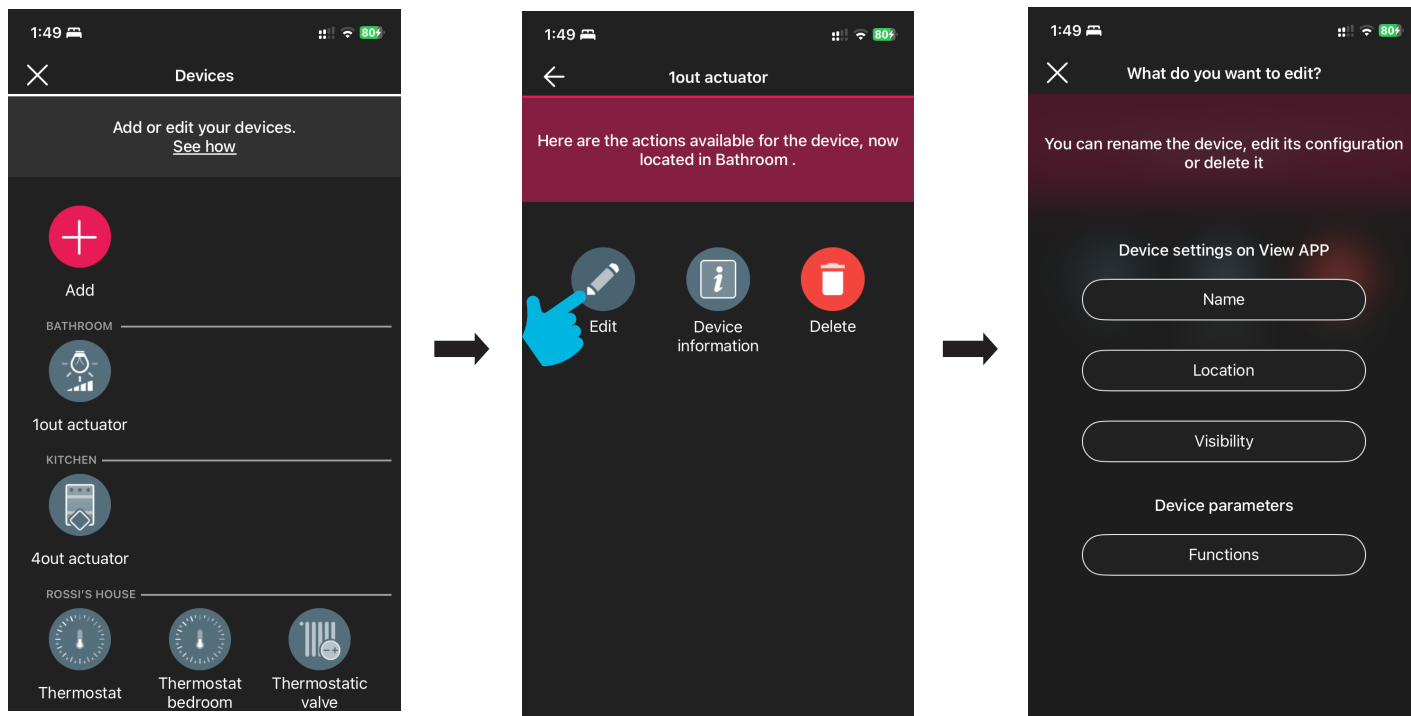 1:49
80
Devices
Add or edit your devices.
See how
Add
BATHROOM
1out actuator
KITCHEN
4out actuator
ROSSI'S HOUSE
Thermostat
Thermostat
bedroom
Thermostatic
valve
1:49
80
1out actuator
Here are the actions available for the device, now
located in Bathroom .
Edit
Device
information
Delete
1:49
80
What do you want to edit?
You can rename the device, edit its configuration
or delete it
Device settings on View APP
Name
Location
Visibility
Device parameters
Functions